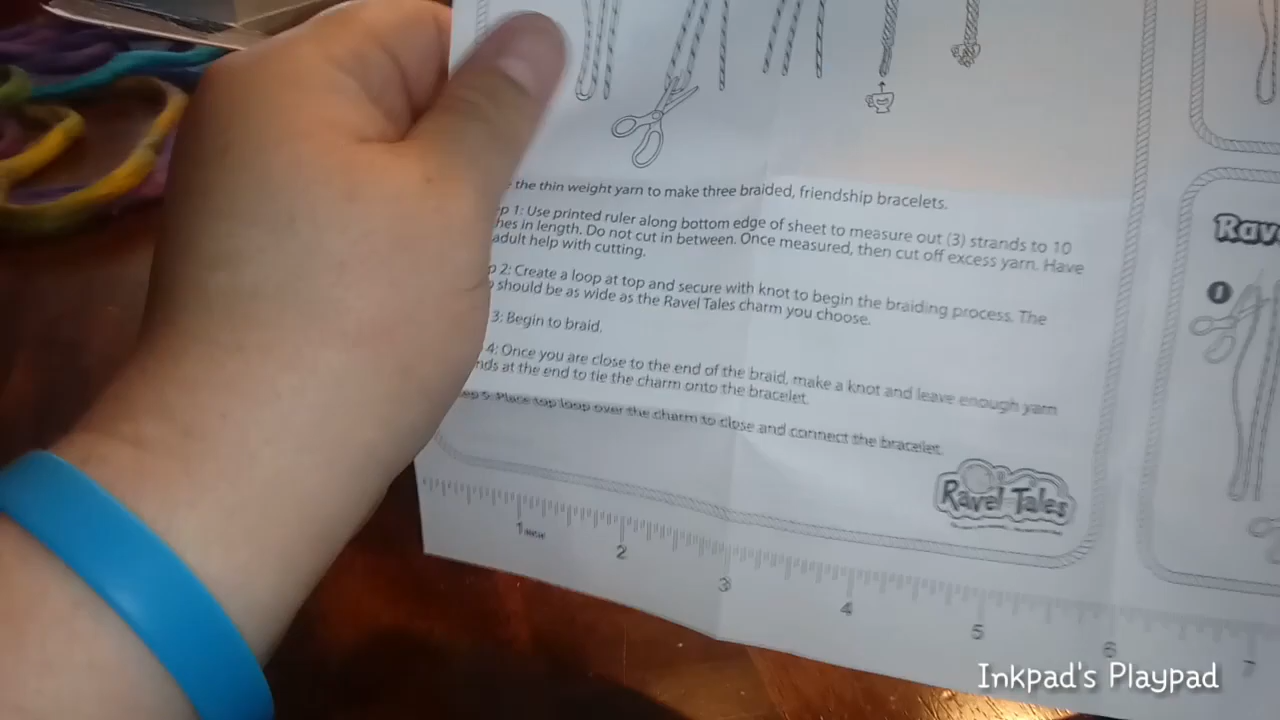 the thin weight yarn to make three braided, friendship bracelets.
p 1: Use printed ruler along bottom edge of sheet to measure out (3) strands to 10
hes in length. Do not cut in between. Once measured, then cut off excess yarn. Have
adult help with cutting.
p 2: Create a loop at top and secure with knot to begin the braiding process. The
should be as wide as the Ravel Tales charm you choose.
3: Begin to braid.
4: Once you are close to the end of the braid, make a knot and leave enough yarn
nds at the end to tie the charm onto the bracelet.
ep 5: Place top loop over the charm to close and connect the bracelet.
Ravel Tales
1 INCH
2
3
4
5
6
7
Rav
1
Inkpad's Playpad